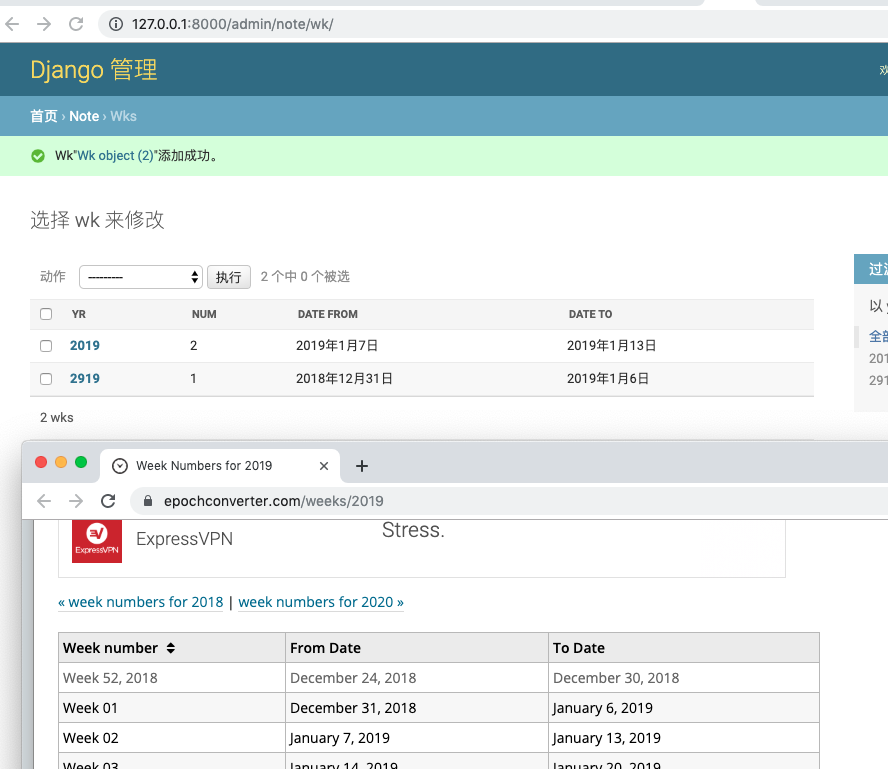 127.0.0.1:8000/admin/note/wk/
Django 管理
首页 › Note › Wks
Wk"Wk object (2)"添加成功。
选择 wk 来修改
动作 --------- 执行 2 个中 0 个被选
YR NUM DATE FROM DATE TO
2019 2 2019年1月7日 2019年1月13日
2919 1 2018年12月31日 2019年1月6日
2 wks
以
全部
201
291
Week Numbers for 2019
epochconverter.com/weeks/2019
ExpressVPN
ExpressVPN
Stress.
« week numbers for 2018 | week numbers for 2020 »
Week number From Date To Date
Week 52, 2018 December 24, 2018 December 30, 2018
Week 01 December 31, 2018 January 6, 2019
Week 02 January 7, 2019 January 13, 2019
Week 03 January 14, 2019 January 20, 2019